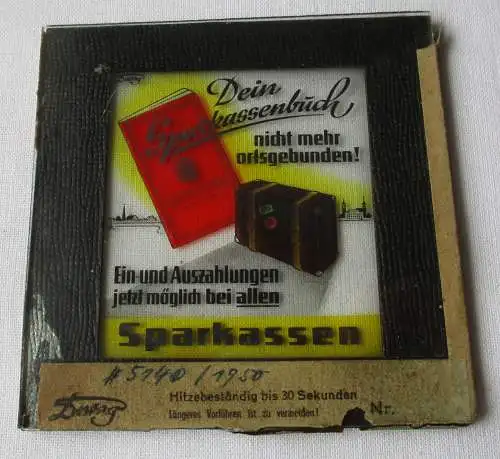 Dein
Sparkassenbuch
nicht mehr
ortsgebunden!
Ein-und Auszahlungen
jetzt möglich bei allen
Sparkassen
# 5140 / 1950
Dewag
Hitzebeständig bis 30 Sekunden
Längeres Vorführen ist zu vermeiden!
Nr.